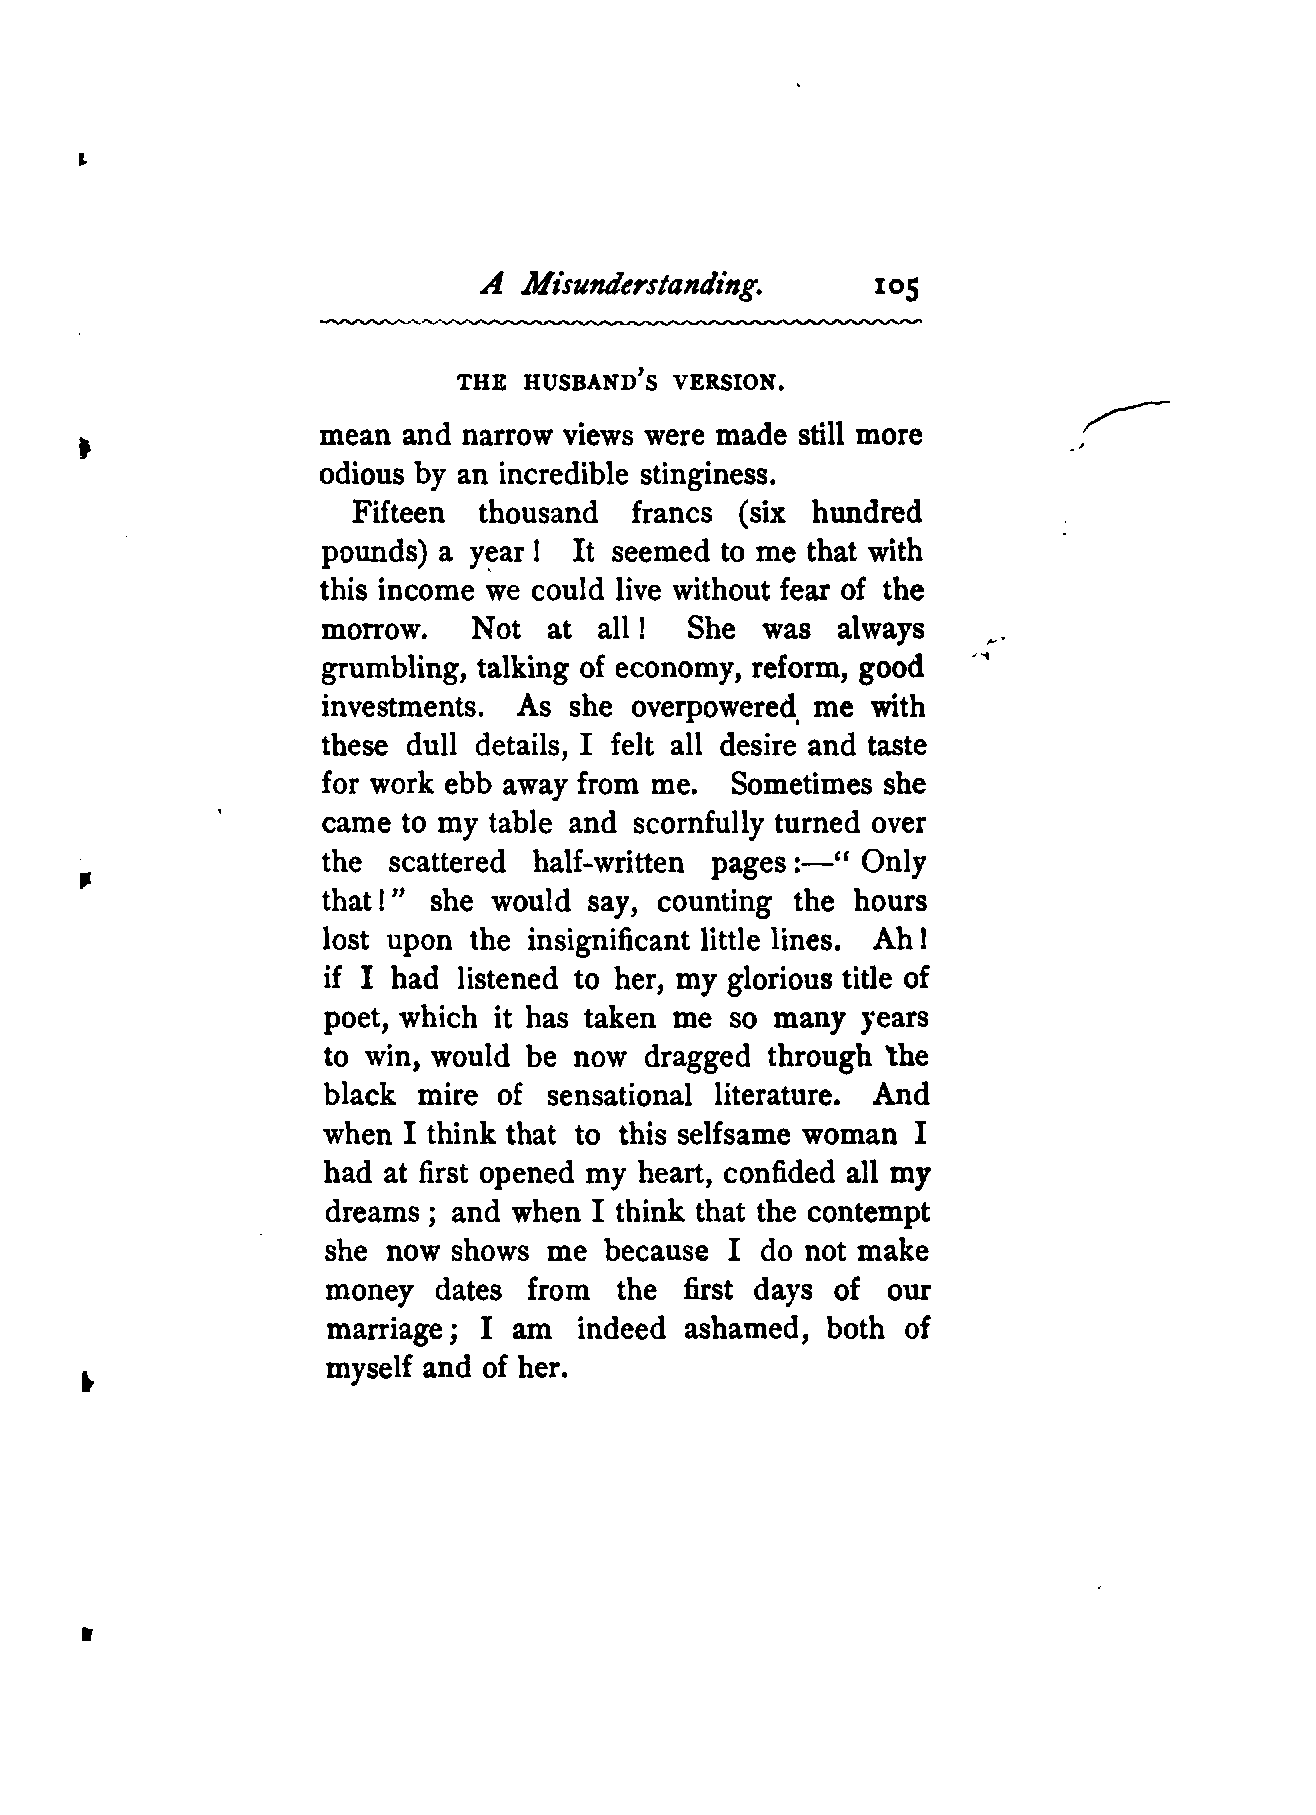 A Misunderstanding. 105
THE HUSBAND'S VERSION.
mean and narrow views were made still more
odious by an incredible stinginess.
Fifteen thousand francs (six hundred
pounds) a year! It seemed to me that with
this income we could live without fear of the
morrow. Not at all! She was always
grumbling, talking of economy, reform, good
investments. As she overpowered me with
these dull details, I felt all desire and taste
for work ebb away from me. Sometimes she
came to my table and scornfully turned over
the scattered half-written pages:—"Only
that!" she would say, counting the hours
lost upon the insignificant little lines. Ah!
if I had listened to her, my glorious title of
poet, which it has taken me so many years
to win, would be now dragged through the
black mire of sensational literature. And
when I think that to this selfsame woman I
had at first opened my heart, confided all my
dreams; and when I think that the contempt
she now shows me because I do not make
money dates from the first days of our
marriage; I am indeed ashamed, both of
myself and of her.